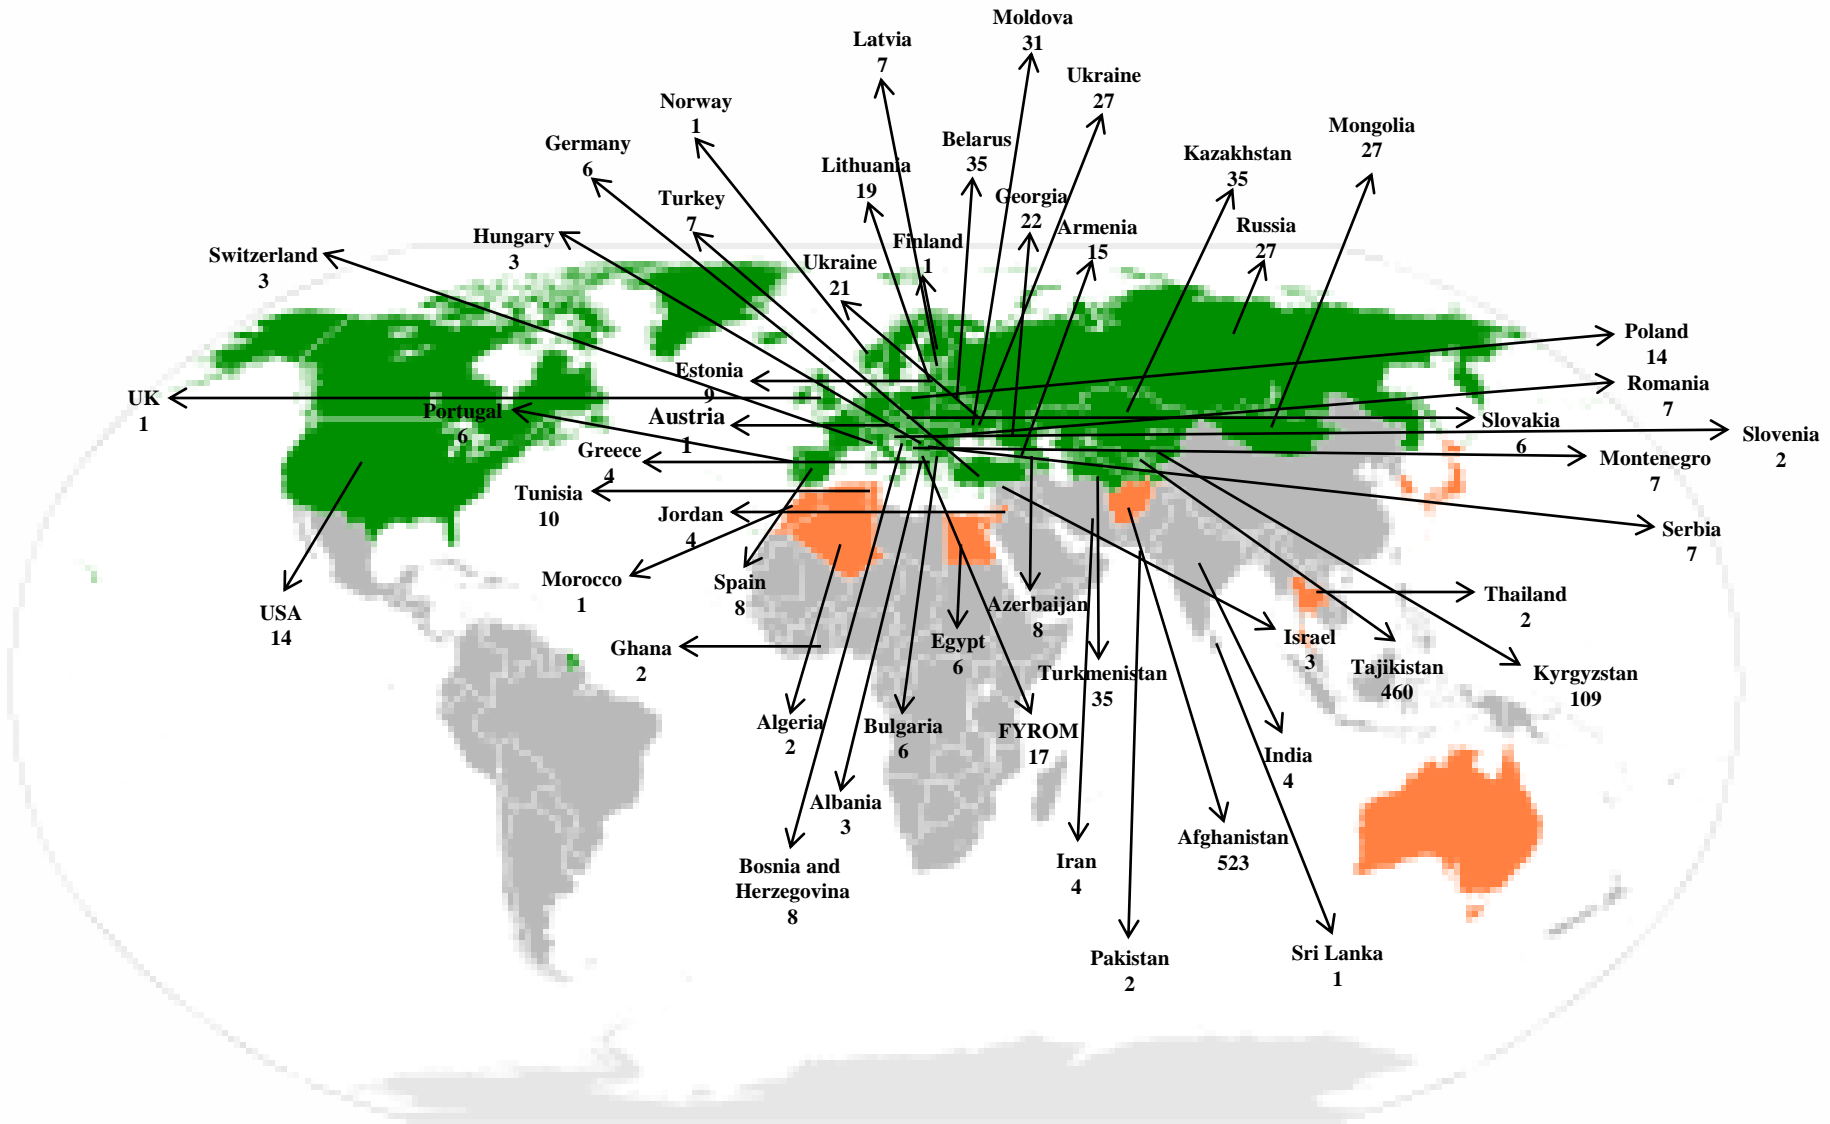 Moldova
31
Latvia
7
Ukraine
27
Norway
1
Mongolia
27
Germany
6
Belarus
35
Kazakhstan
35
Lithuania
19
Turkey
7
Georgia
22
Armenia
15
Russia
27
Hungary
3
Finland
1
Switzerland
3
Ukraine
21
Poland
14
Estonia
9
Romania
7
UK
1
Portugal
6
Austria
1
Slovakia
6
Slovenia
2
Greece
4
Montenegro
7
Tunisia
10
Jordan
4
Serbia
7
Morocco
1
Spain
8
Thailand
2
USA
14
Azerbaijan
8
Israel
3
Ghana
2
Egypt
6
Turkmenistan
35
Tajikistan
460
Kyrgyzstan
109
Algeria
2
Bulgaria
6
FYROM
17
India
4
Albania
3
Afghanistan
523
Iran
4
Bosnia and
Herzegovina
8
Pakistan
2
Sri Lanka
1